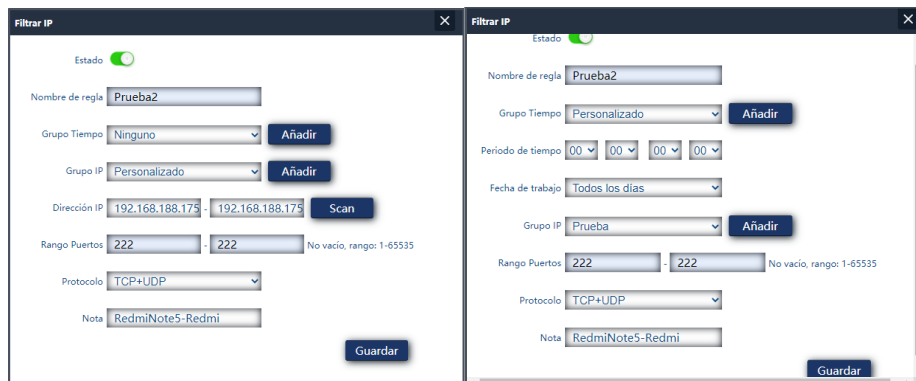 Filtrar IP
Estado
Nombre de regla Prueba2
Grupo Tiempo Ninguno Añadir
Grupo IP Personalizado Añadir
Dirección IP 192.168.188.175 - 192.168.188.175 Scan
Rango Puertos 222 - 222 No vacío, rango: 1-65535
Protocolo TCP+UDP
Nota RedmiNote5-Redmi
Guardar
Filtrar IP
Estado
Nombre de regla Prueba2
Grupo Tiempo Personalizado Añadir
Periodo de tiempo 00 00 00 00
Fecha de trabajo Todos los días
Grupo IP Prueba Añadir
Rango Puertos 222 - 222 No vacío, rango: 1-65535
Protocolo TCP+UDP
Nota RedmiNote5-Redmi
Guardar